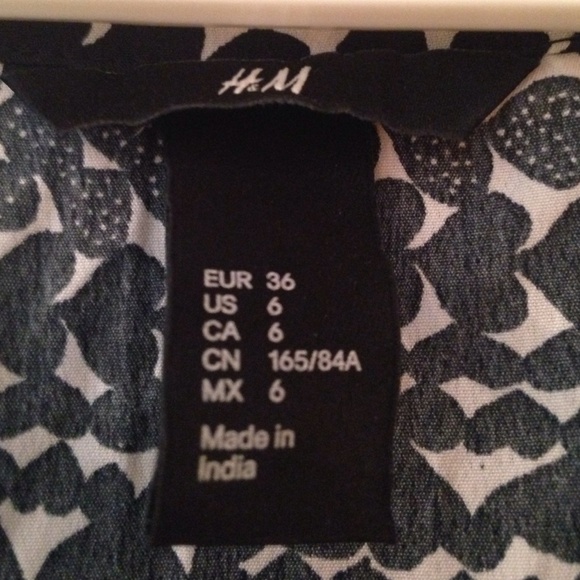 H&M
EUR 36
US 6
CA 6
CN 165/84A
MX 6
Made in
India